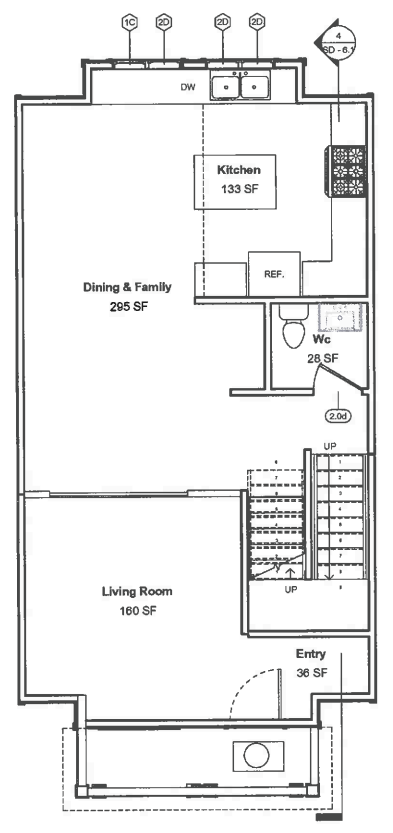 1C
2D
2D
2D
4
SD - 6.1
DW
Kitchen
133 SF
REF.
Dining & Family
295 SF
Wc
28 SF
2.0d
UP
UP
Living Room
160 SF
Entry
36 SF